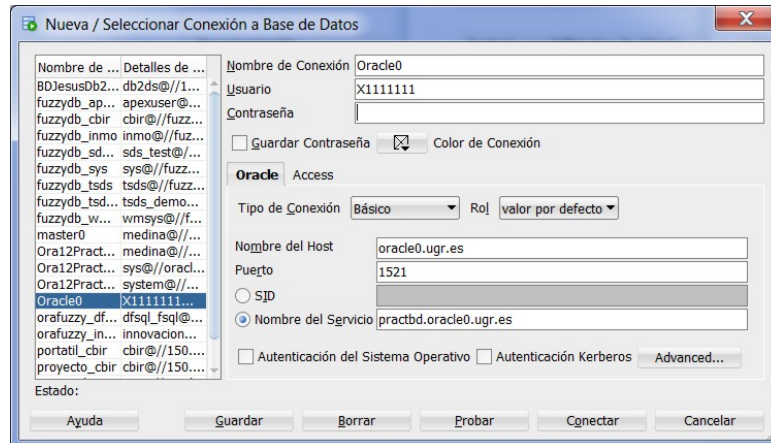 Nueva / Seleccionar Conexión a Base de Datos
Nombre de ... Detalles de ...
BDJesusDb2... db2ds@//1...
fuzzydb_ap... apexuser@...
fuzzydb_cbir cbir@//fuzz...
fuzzydb_inmo inmo@//fuz...
fuzzydb_sd... sds_test@/...
fuzzydb_sys sys@//fuzz...
fuzzydb_tsds tsds@//fuzz...
fuzzydb_tsd... tsds_demo...
fuzzydb_w... wmsys@//f...
master0 medina@//...
Ora12Pract... medina@//...
Ora12Pract... sys@//oracl...
Ora12Pract... system@//...
Oracle0 X1111111...
orafuzzy_df... dfsql_fsql@...
orafuzzy_in... innovacion...
portatil_cbir cbir@//150....
proyecto_cbir cbir@//150....
Nombre de Conexión Oracle0
Usuario X1111111
Contraseña
Guardar Contraseña Color de Conexión
Oracle Access
Tipo de Conexión Básico Rol valor por defecto
Nombre del Host oracle0.ugr.es
Puerto 1521
SID
Nombre del Servicio practbd.oracle0.ugr.es
Autenticación del Sistema Operativo Autenticación Kerberos Advanced...
Estado:
Ayuda Guardar Borrar Probar Conectar Cancelar